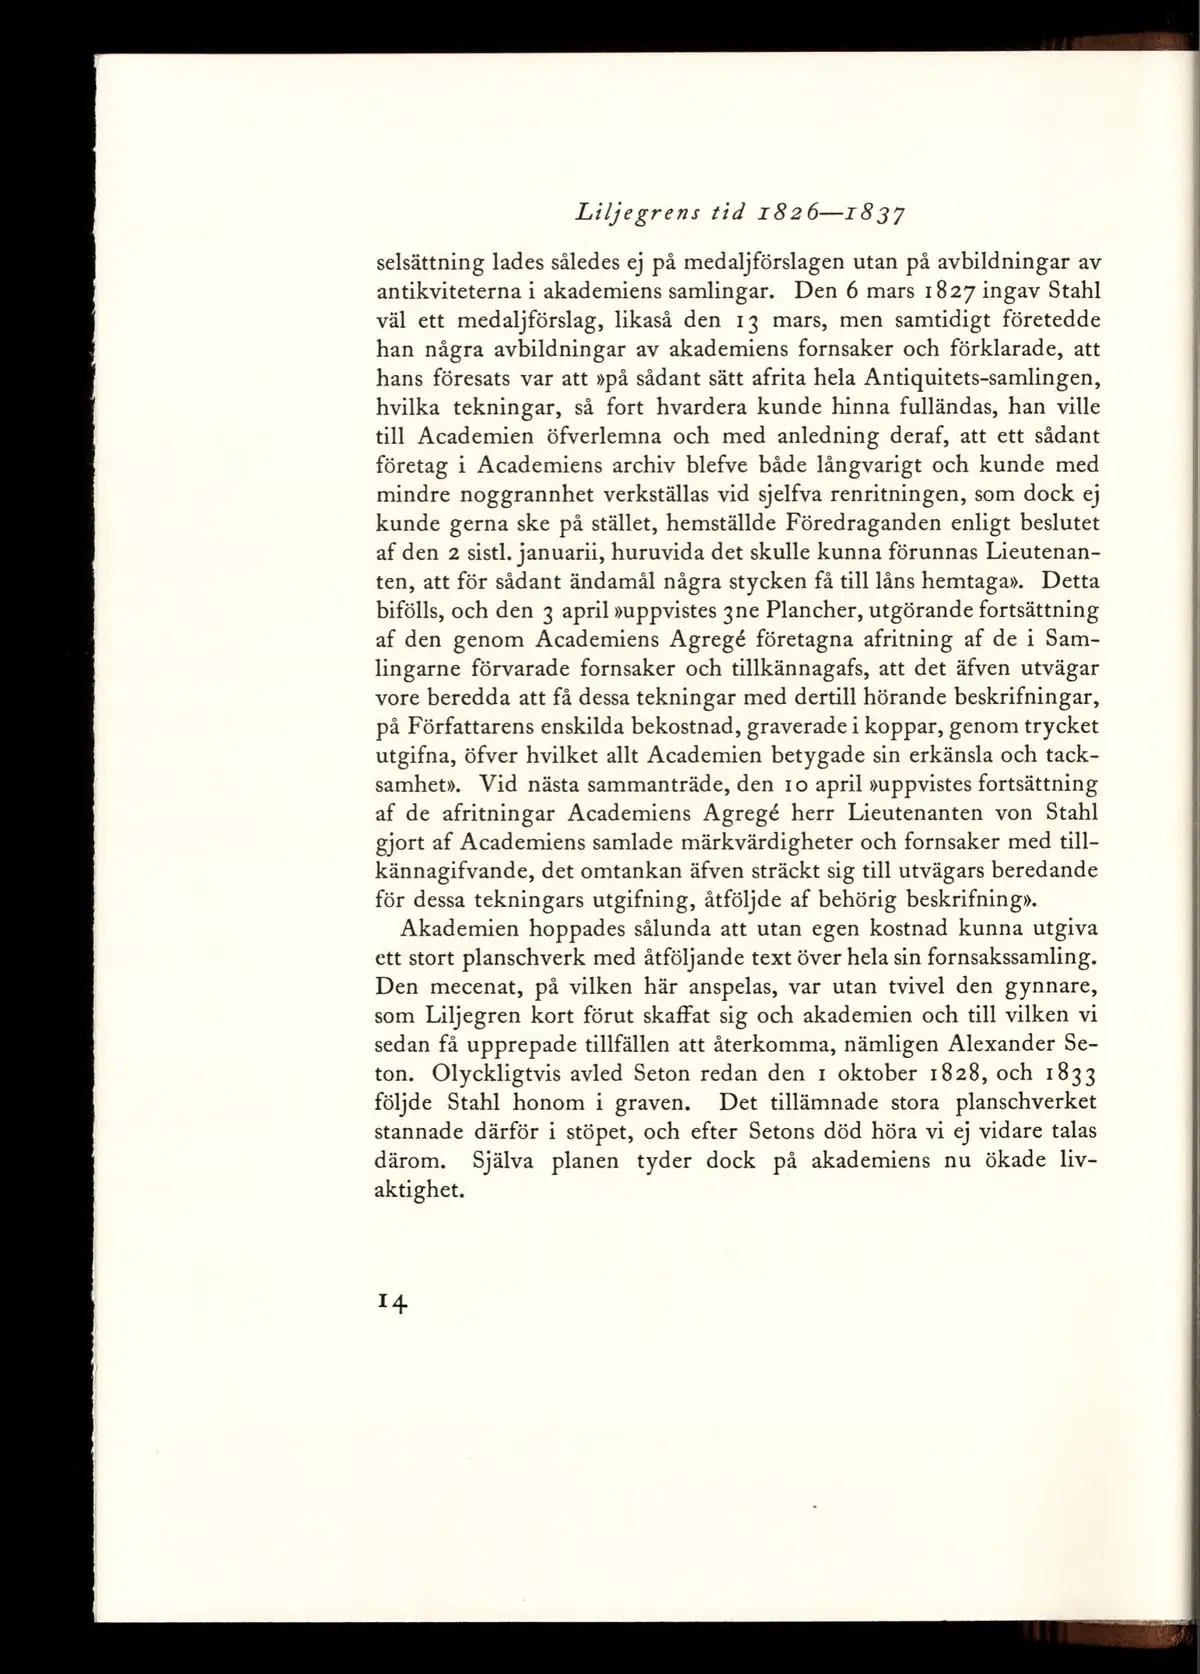 Liljegrens tid 1826—1837
selsättning lades således ej på medaljförslagen utan på avbildningar av
antikviteterna i akademiens samlingar. Den 6 mars 1827 ingav Stahl
väl ett medaljförslag, likaså den 13 mars, men samtidigt företedde
han några avbildningar av akademiens fornsaker och förklarade, att
hans föresats var att »på sådant sätt afrita hela Antiquitets-samlingen,
hvilka tekningar, så fort hvardera kunde hinna fulländas, han ville
till Academien öfverlemna och med anledning deraf, att ett sådant
företag i Academiens archiv blefve både långvarigt och kunde med
mindre noggrannhet verkställas vid sjelfva renritningen, som dock ej
kunde gerna ske på stället, hemställde Föredraganden enligt beslutet
af den 2 sistl. januarii, huruvida det skulle kunna förunnas Lieutenan-
ten, att för sådant ändamål några stycken få till låns hemtaga». Detta
bifölls, och den 3 april »uppvistes 3ne Plancher, utgörande fortsättning
af den genom Academiens Agregé företagna afritning af de i Sam-
lingarne förvarade fornsaker och tillkännagafs, att det äfven utvägar
vore beredda att få dessa tekningar med dertill hörande beskrifningar,
på Författarens enskilda bekostnad, graverade i koppar, genom trycket
utgifna, öfver hvilket allt Academien betygade sin erkänsla och tack-
samhet». Vid nästa sammanträde, den 10 april »uppvistes fortsättning
af de afritningar Academiens Agregé herr Lieutenanten von Stahl
gjort af Academiens samlade märkvärdigheter och fornsaker med till-
kännagifvande, det omtankan äfven sträckt sig till utvägars beredande
för dessa tekningars utgifning, åtföljde af behörig beskrifning».
Akademien hoppades sålunda att utan egen kostnad kunna utgiva
ett stort planschverk med åtföljande text över hela sin fornsakssamling.
Den mecenat, på vilken här anspelas, var utan tvivel den gynnare,
som Liljegren kort förut skaffat sig och akademien och till vilken vi
sedan få upprepade tillfällen att återkomma, nämligen Alexander Se-
ton. Olyckligtvis avled Seton redan den 1 oktober 1828, och 1833
följde Stahl honom i graven. Det tillämnade stora planschverket
stannade därför i stöpet, och efter Setons död höra vi ej vidare talas
därom. Själva planen tyder dock på akademiens nu ökade liv-
aktighet.
14